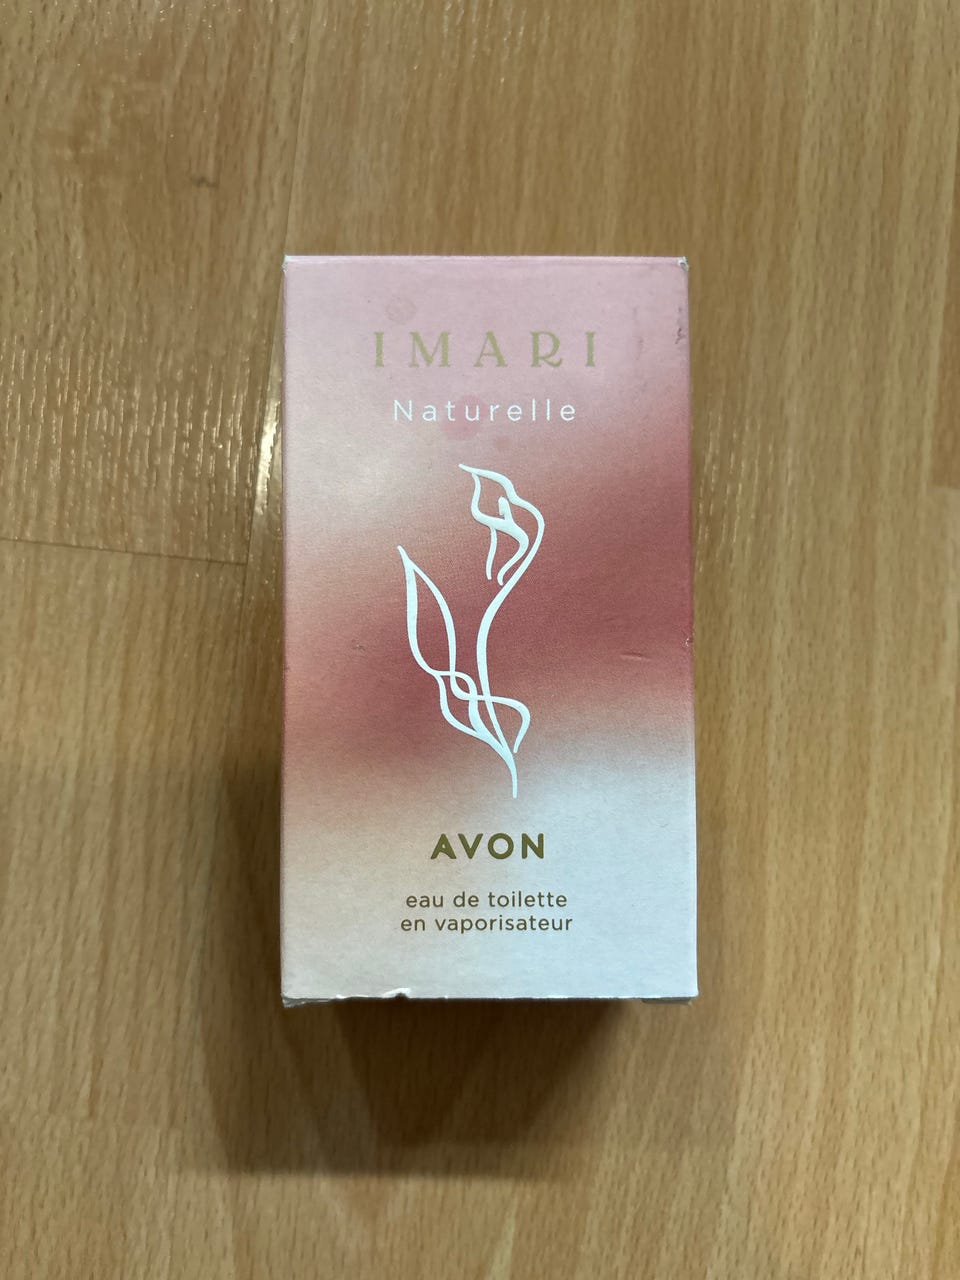 IMARI
Naturelle
AVON
eau de toilette
en vaporisateur